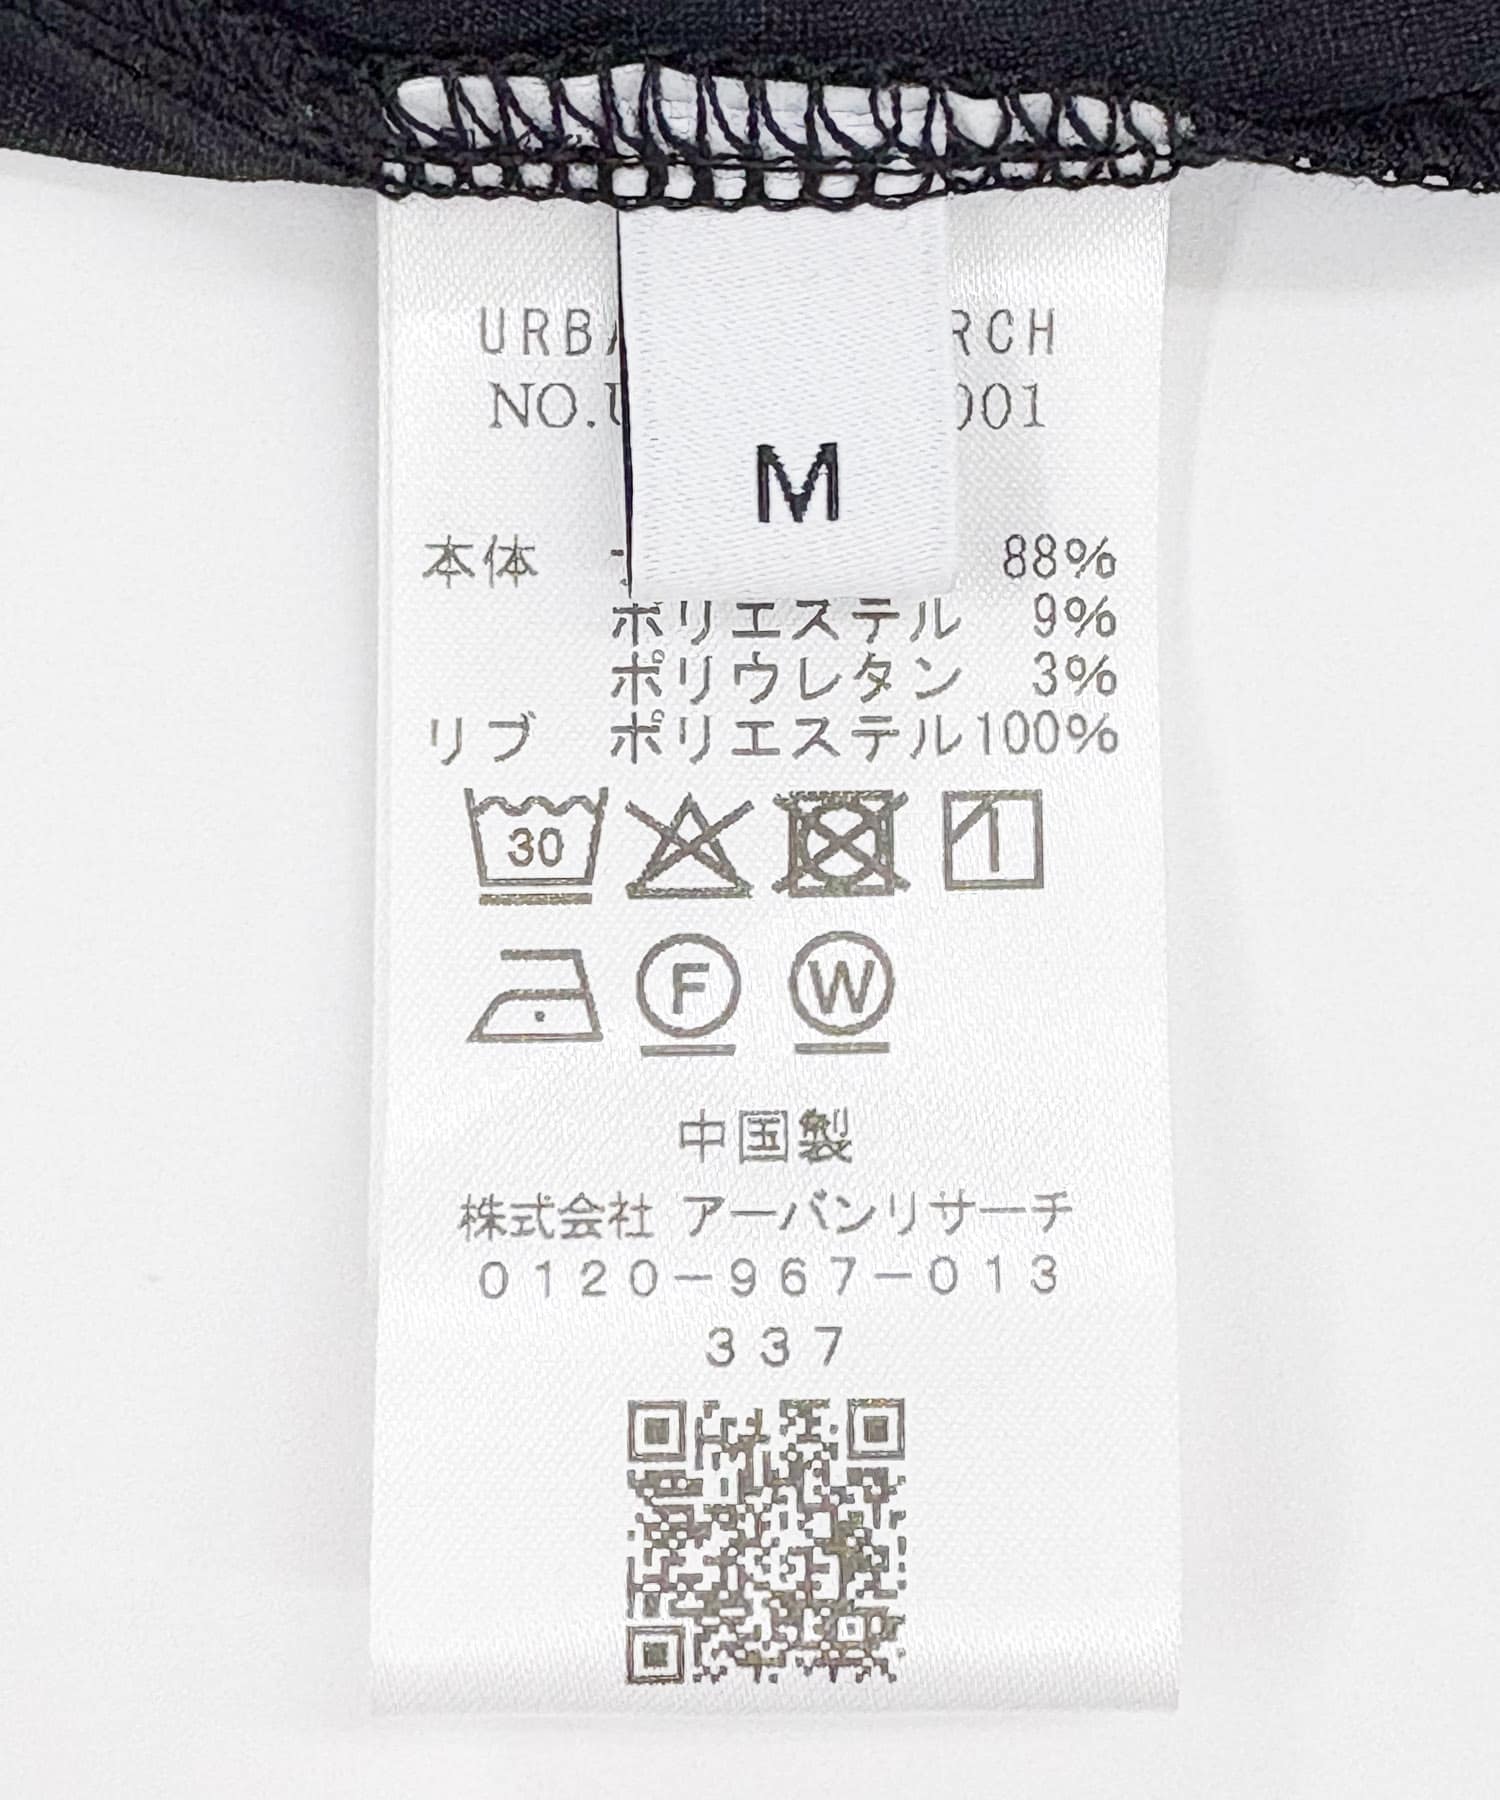 RCH
001
M
本体 88%
ポリエステル 9%
ポリウレタン 3%
リブ ポリエステル100%
30
F W
中国製
株式会社 アーバンリサーチ
0120-967-013
337